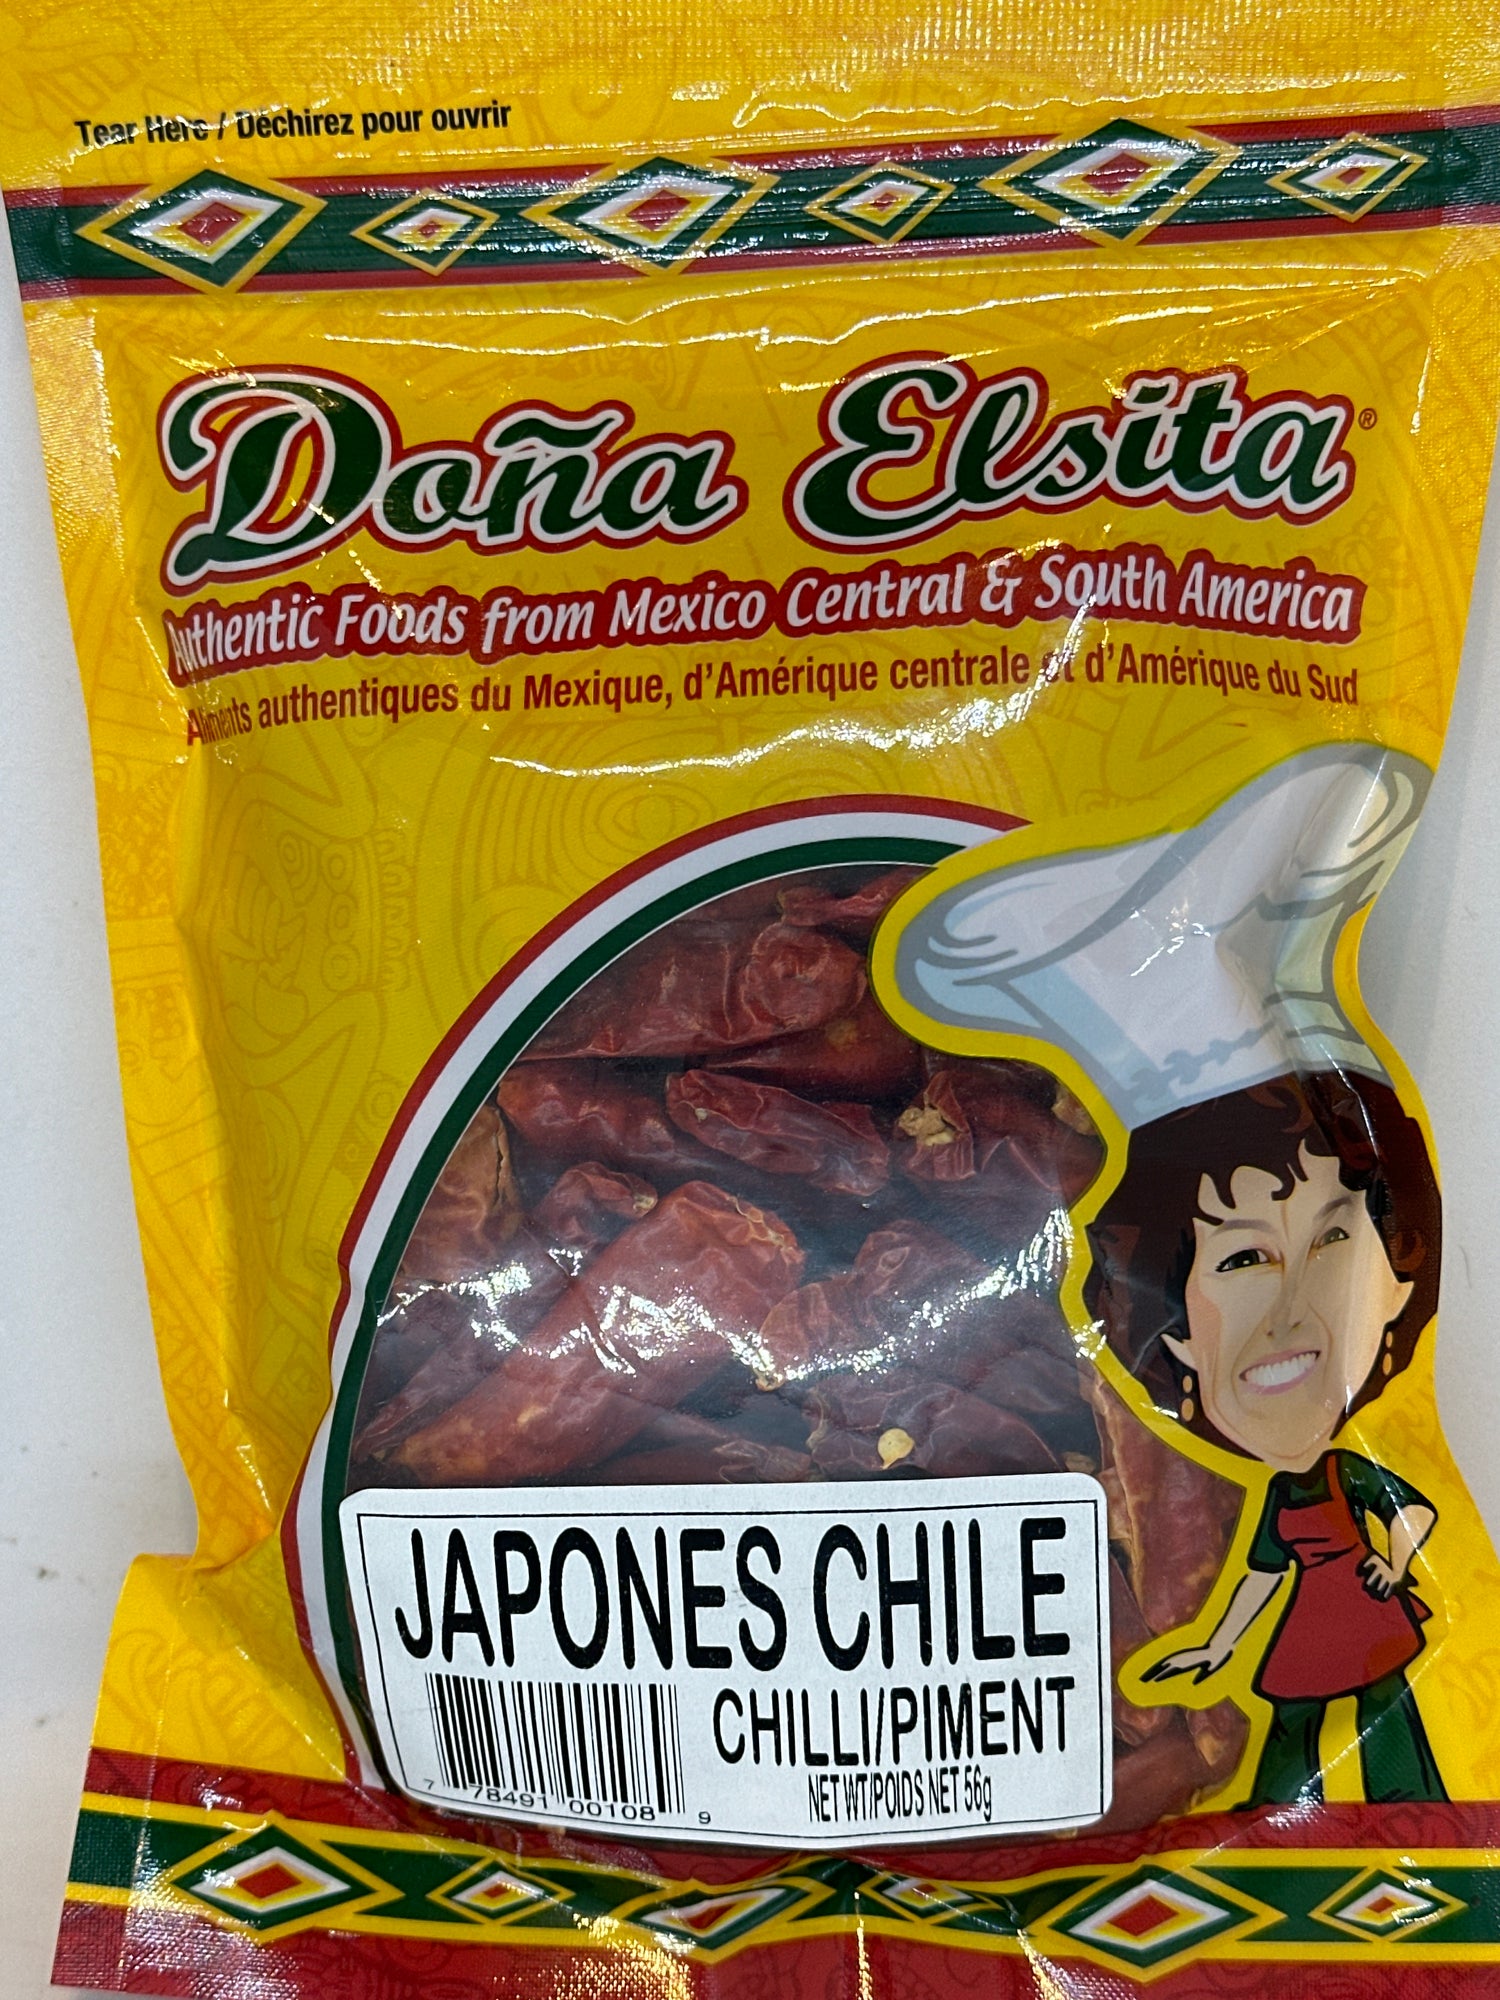 Tear Here / Déchirez pour ouvrir
Doña Elsita®
Authentic Foods from Mexico Central & South America
Aliments authentiques du Mexique, d'Amérique centrale et d'Amérique du Sud
JAPONES CHILE
CHILLI/PIMENT
NET WT/POIDS NET 56g
7 78491 00108 9